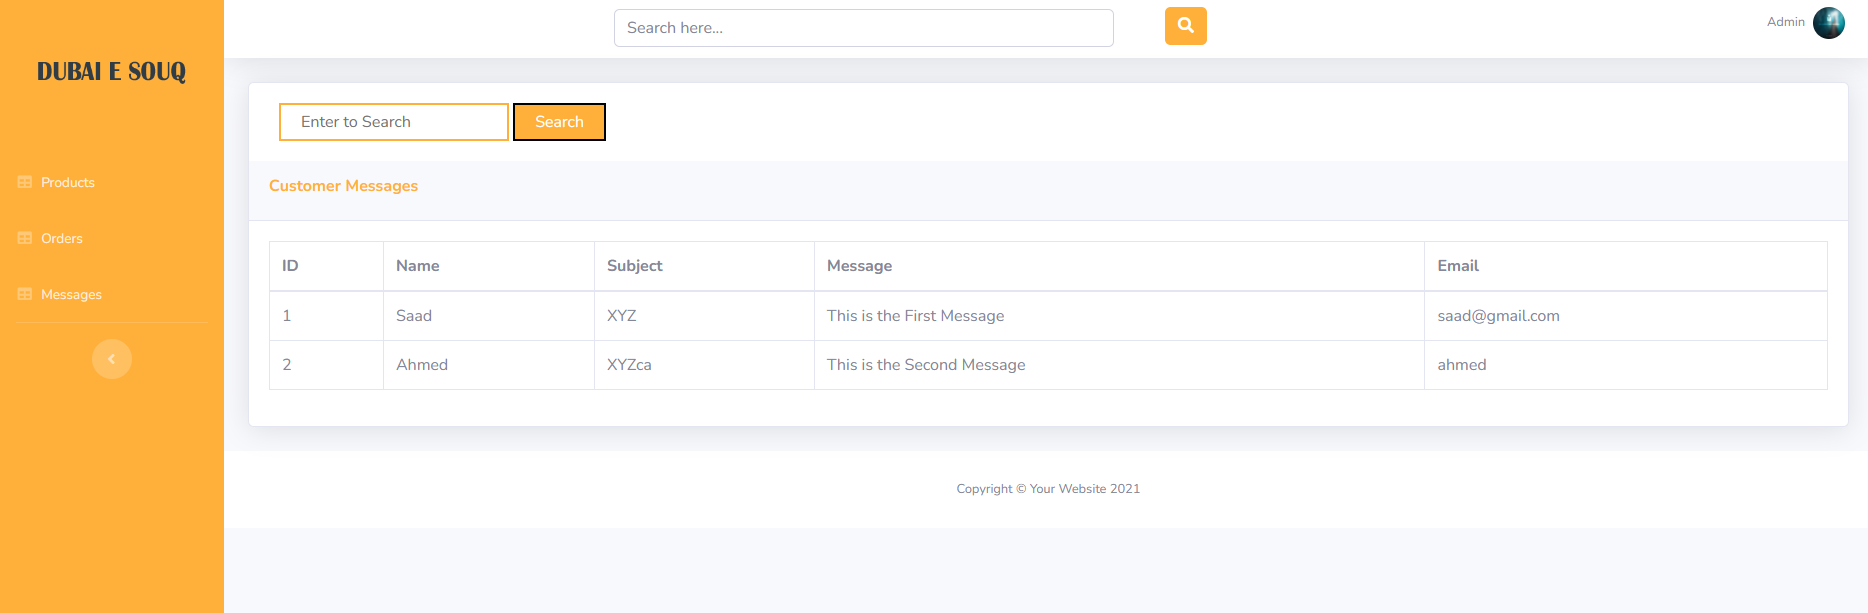 DUBAI E SOUQ
Products
Orders
Messages
Search here...
Admin
Enter to Search
Search
Customer Messages
ID Name Subject Message Email
1 Saad XYZ This is the First Message saad@gmail.com
2 Ahmed XYZca This is the Second Message ahmed
Copyright © Your Website 2021